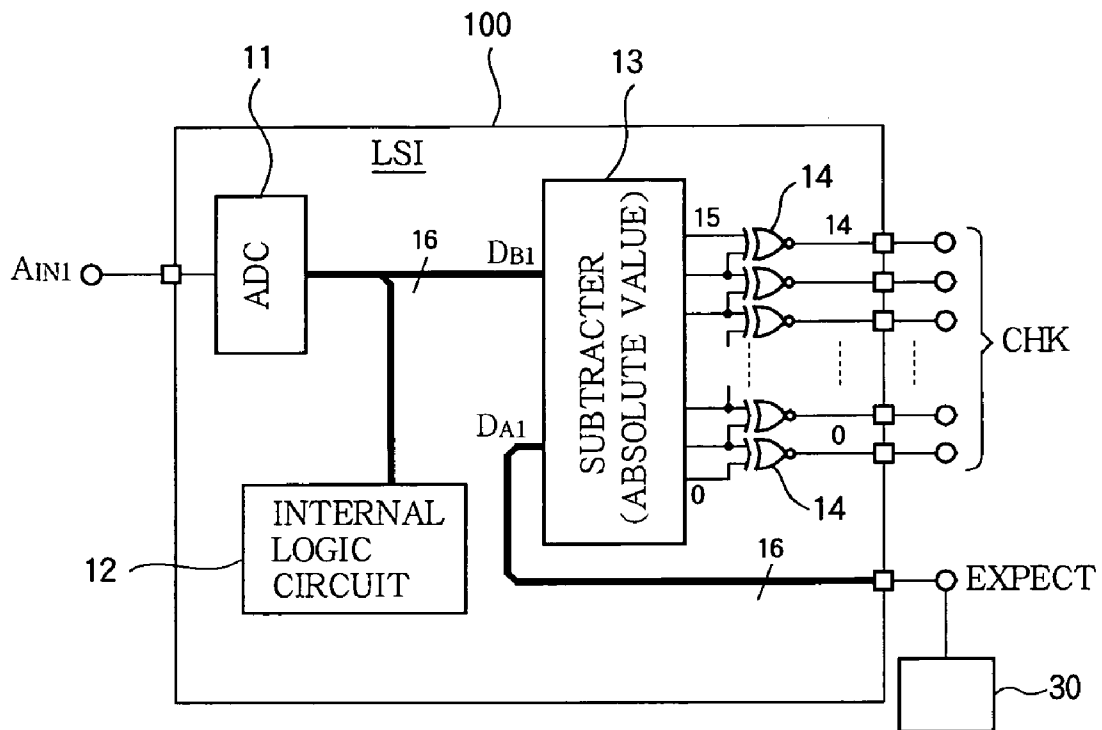 100
11
13
LSI
14
15
14
16
DB1
AIN1
ADC
SUBTRACTER
(ABSOLUTE VALUE)
CHK
DA1
0
0
14
INTERNAL
LOGIC
CIRCUIT
12
16
EXPECT
30